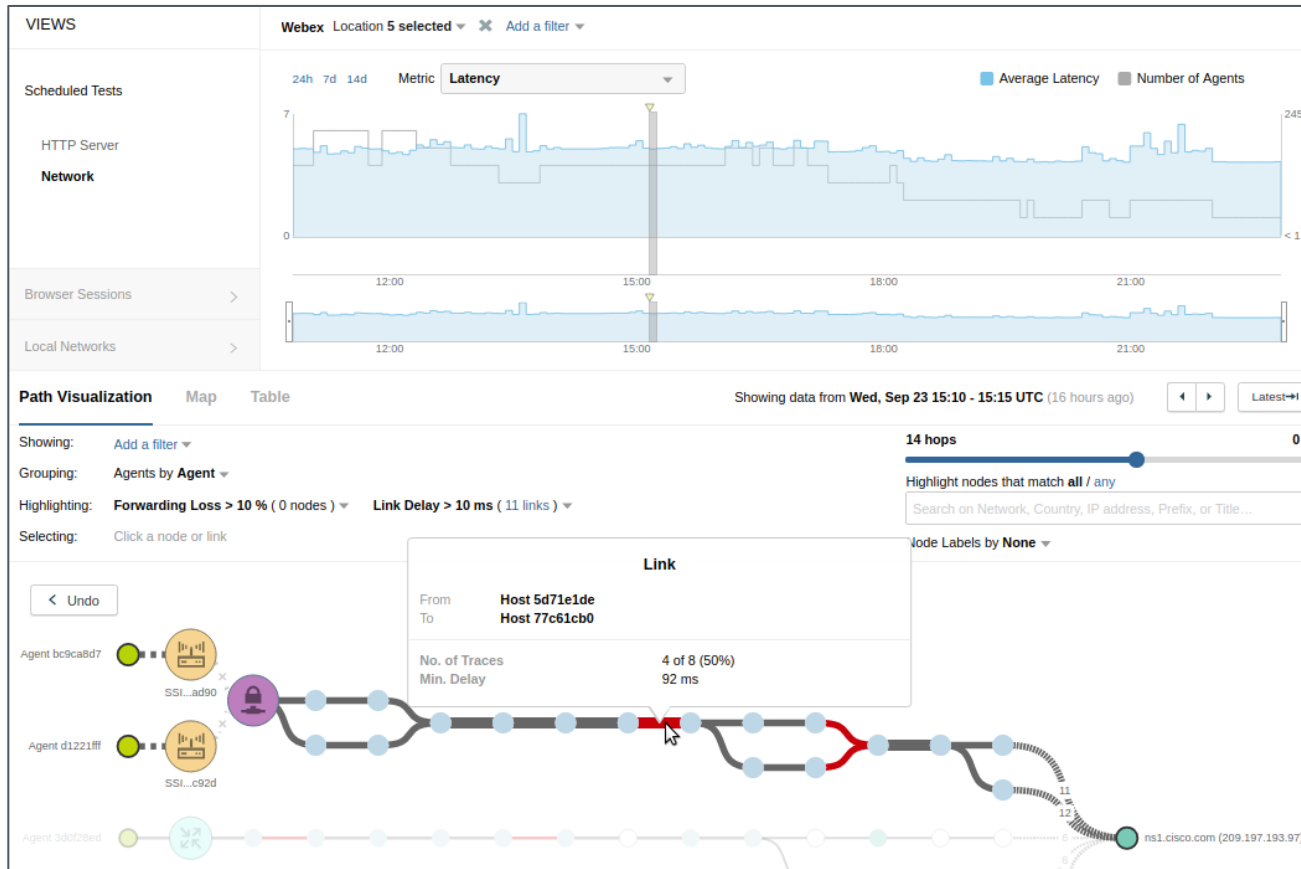 VIEWS
Webex Location 5 selected Add a filter
Scheduled Tests
HTTP Server
Network
Browser Sessions
Local Networks
24h 7d 14d Metric Latency Average Latency Number of Agents
7 245
0 < 1
12:00 15:00 18:00 21:00
12:00 15:00 18:00 21:00
Path Visualization Map Table
Showing data from Wed, Sep 23 15:10 - 15:15 UTC (16 hours ago) Latest
Showing: Add a filter
Grouping: Agents by Agent
Highlighting: Forwarding Loss > 10 % ( 0 nodes ) Link Delay > 10 ms ( 11 links )
Selecting: Click a node or link
14 hops 0
Highlight nodes that match all / any
Search on Network, Country, IP address, Prefix, or Title…
Node Labels by None
Undo
Link
From Host 5d71e1de
To Host 77c61cb0
No. of Traces 4 of 8 (50%)
Min. Delay 92 ms
Agent bc9ca8d7
SSI...ad90
Agent d1221fff
SSI...c92d
11
12
Agent 3d0f28ed
6
ns1.cisco.com (209.197.193.97)
6